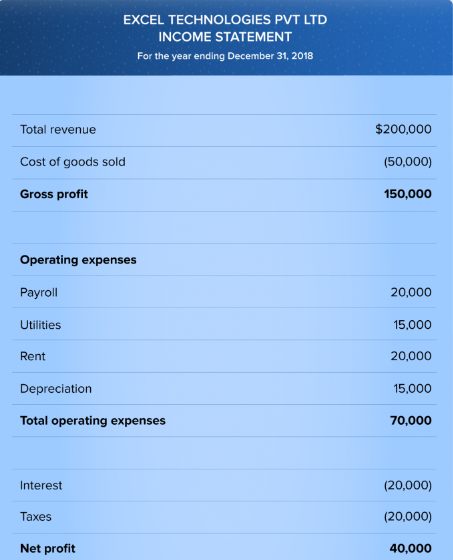 EXCEL TECHNOLOGIES PVT LTD
INCOME STATEMENT
For the year ending December 31, 2018
Total revenue $200,000
Cost of goods sold (50,000)
Gross profit 150,000
Operating expenses
Payroll 20,000
Utilities 15,000
Rent 20,000
Depreciation 15,000
Total operating expenses 70,000
Interest (20,000)
Taxes (20,000)
Net profit 40,000